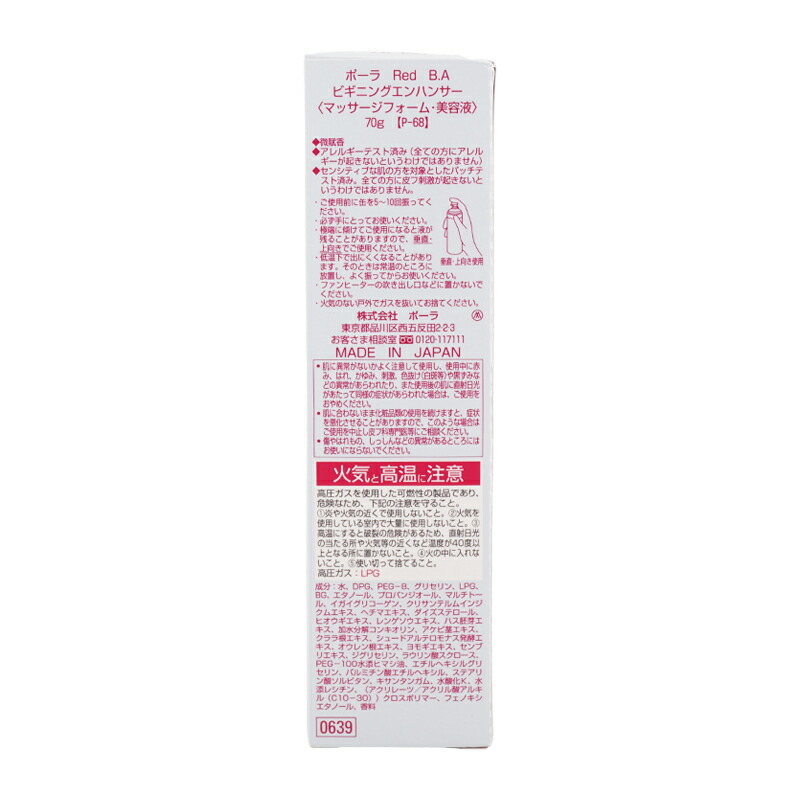 ポーラ Red B.A
ビギニングエンハンサー
〈マッサージフォーム・美容液〉
70g 【P-68】
◆微賦香
◆アレルギーテスト済み(全ての方にアレル
ギーが起きないというわけではありません)
◆センシティブな肌の方を対象としたパッチテ
スト済み。全ての方に皮フ刺激が起きないと
いうわけではありません。
・ご使用前に缶を5〜10回振ってく
ださい。
・必ず手にとってお使いください。
・極端に傾けてご使用になると液が
残ることがありますので、垂直・
上向きでご使用ください。
・低温下で出にくくなることがあり
ます。そのときは常温のところに
放置し、よく振ってからお使いください。
・ファンヒーターの吹き出し口などに置かないで
ください。
・火気のない戸外でガスを抜いてお捨てください。
垂直・上向き使用
株式会社 ポーラ
東京都品川区西五反田2-2-3
お客さま相談室 0120-117111
MADE IN JAPAN
●肌に異常がないかよく注意して使用し、使用中に赤
み、はれ、かゆみ、刺激、色抜け(白斑等)や黒ずみな
どの異常があらわれたり、また使用後の肌に直射日光
があたって同様の症状があらわれた場合は、ご使用を
おやめください。
●肌に合わないまま化粧品類の使用を続けますと、症状
を悪化させることがありますので、このような場合は
ご使用を中止し皮フ科専門医等にご相談ください。
●傷やはれもの、しっしんなどの異常があるところには
お使いにならないでください。
火気と高温に注意
高圧ガスを使用した可燃性の製品であり、
危険なため、下記の注意を守ること。
①炎や火気の近くで使用しないこと。②火気を
使用している室内で大量に使用しないこと。③
高温にすると破裂の危険があるため、直射日光
の当たる所や火気等の近くなど温度が40度以
上となる所に置かないこと。④火の中に入れな
いこと。⑤使い切って捨てること。
高圧ガス:LPG
成分:水、DPG、PEG-8、グリセリン、LPG、
BG、エタノール、プロパンジオール、マルチトー
ル、イガイグリコーゲン、クリサンテルムインジ
クムエキス、ヘチマエキス、ダイズステロール、
ヒオウギエキス、レンゲソウエキス、ハス胚芽エ
キス、加水分解コンキオリン、アケビ茎エキス、
クララ根エキス、シュードアルテロモナス発酵エ
キス、オウレン根エキス、ヨモギエキス、センブ
リエキス、ジグリセリン、ラウリン酸スクロース、
PEG-100水添ヒマシ油、エチルヘキシルグリ
セリン、パルミチン酸エチルヘキシル、ステアリ
ン酸ソルビタン、キサンタンガム、水酸化K、水
添レシチン、(アクリレーツ/アクリル酸アルキル
(C10-30))クロスポリマー、フェノキシ
エタノール、香料
0639